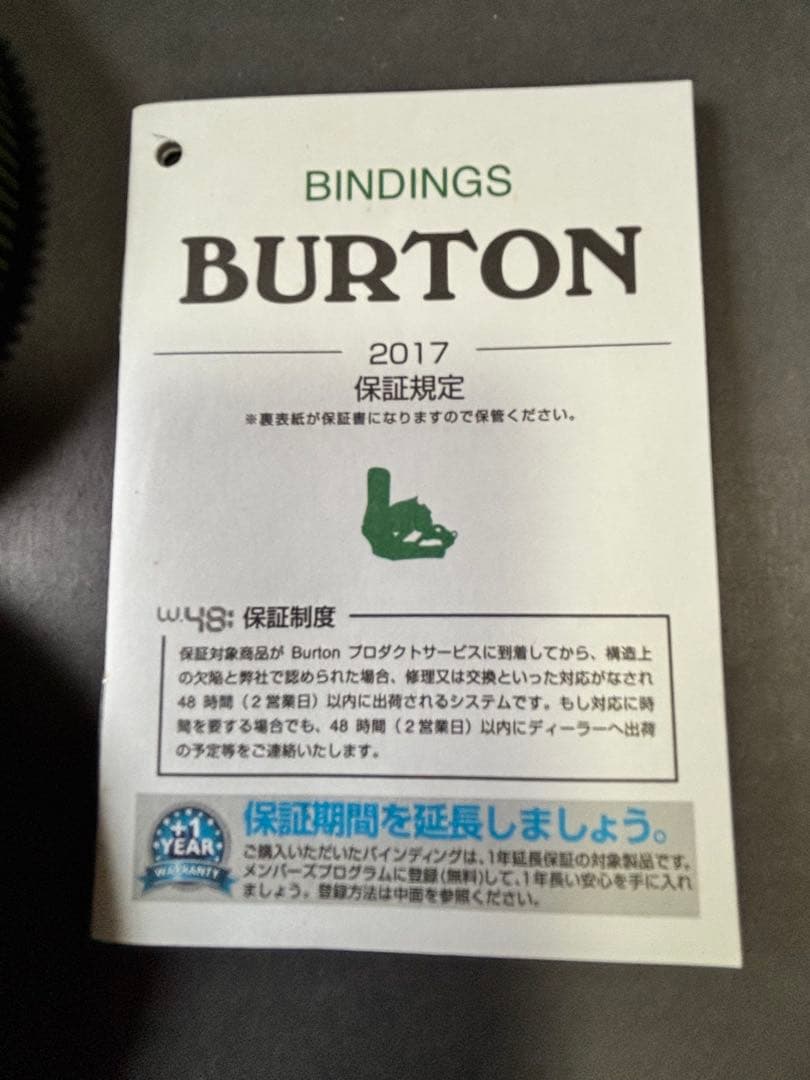 BINDINGS
BURTON
2017
保証規定
※裏表紙が保証書になりますので保管ください。
W.48: 保証制度
保証対象商品が Burton プロダクトサービスに到着してから、構造上
の欠陥と弊社で認められた場合、修理又は交換といった対応がなされ
48 時間（2営業日）以内に出荷されるシステムです。もし対応に時
間を要する場合でも、48 時間（2営業日）以内にディーラーへ出荷
の予定等をご連絡いたします。
+1
YEAR
WARRANTY
保証期間を延長しましょう。
ご購入いただいたバインディングは、1年延長保証の対象製品です。
メンバーズプログラムに登録(無料)して、1年長い安心を手に入れ
ましょう。登録方法は中面を参照ください。